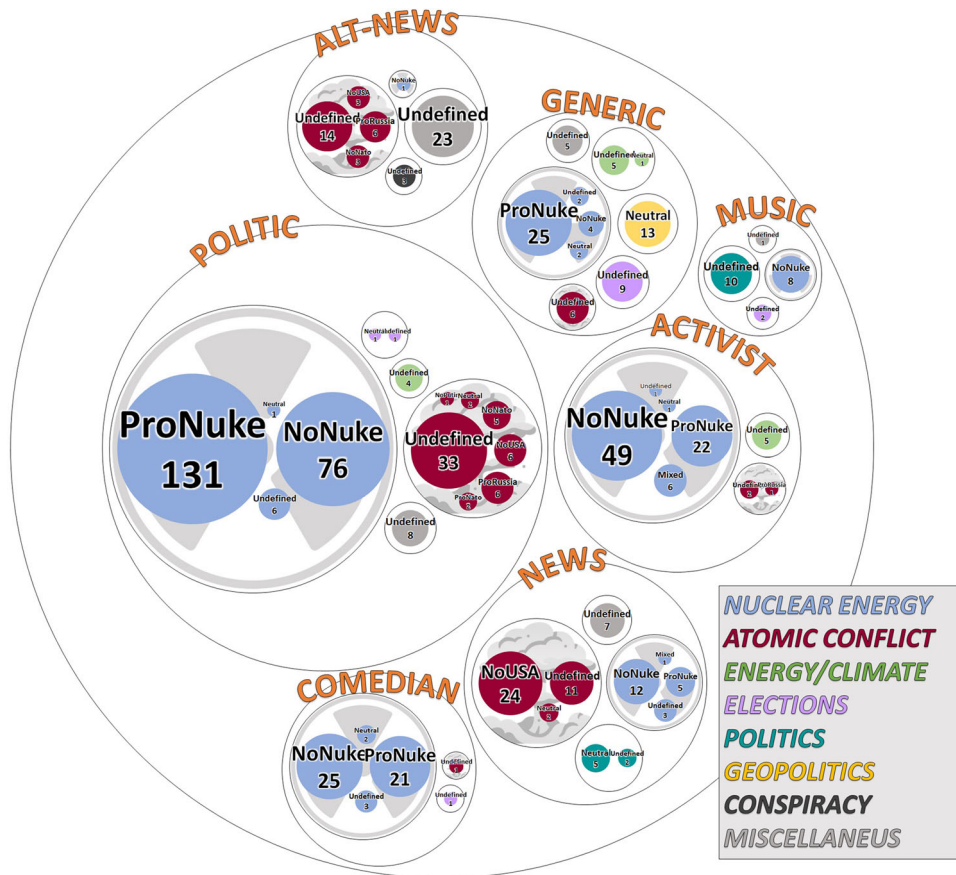 ALT-NEWS
NoUSA
3
Undefined
14
ProRussia
6
NoNato
3
NoNuke
1
Undefined
23
Undefined
3
GENERIC
Undefined
5
Undefined
5
Neutral
1
ProNuke
25
Undefined
2
NoNuke
4
Neutral
2
Neutral
13
Undefined
9
Undefined
6
MUSIC
Undefined
1
Undefined
10
NoNuke
8
Undefined
2
POLITIC
ProNuke
131
Neutral
1
NoNuke
76
Undefined
6
Neutral
1
1
Undefined
4
Neutral
2
NoNato
5
Undefined
33
NoUSA
6
ProRussia
6
ProNato
2
Undefined
8
ACTIVIST
Undefined
1
Neutral
1
NoNuke
49
ProNuke
22
Mixed
6
Undefined
5
2
ProRussia
NEWS
Undefined
7
NoUSA
24
Undefined
11
Neutral
2
Mixed
1
NoNuke
12
ProNuke
5
Undefined
3
Neutral
5
Undefined
2
COMEDIAN
Neutral
2
NoNuke
25
ProNuke
21
Undefined
3
Undefined
1
Undefined
1
NUCLEAR ENERGY
ATOMIC CONFLICT
ENERGY/CLIMATE
ELECTIONS
POLITICS
GEOPOLITICS
CONSPIRACY
MISCELLANEUS